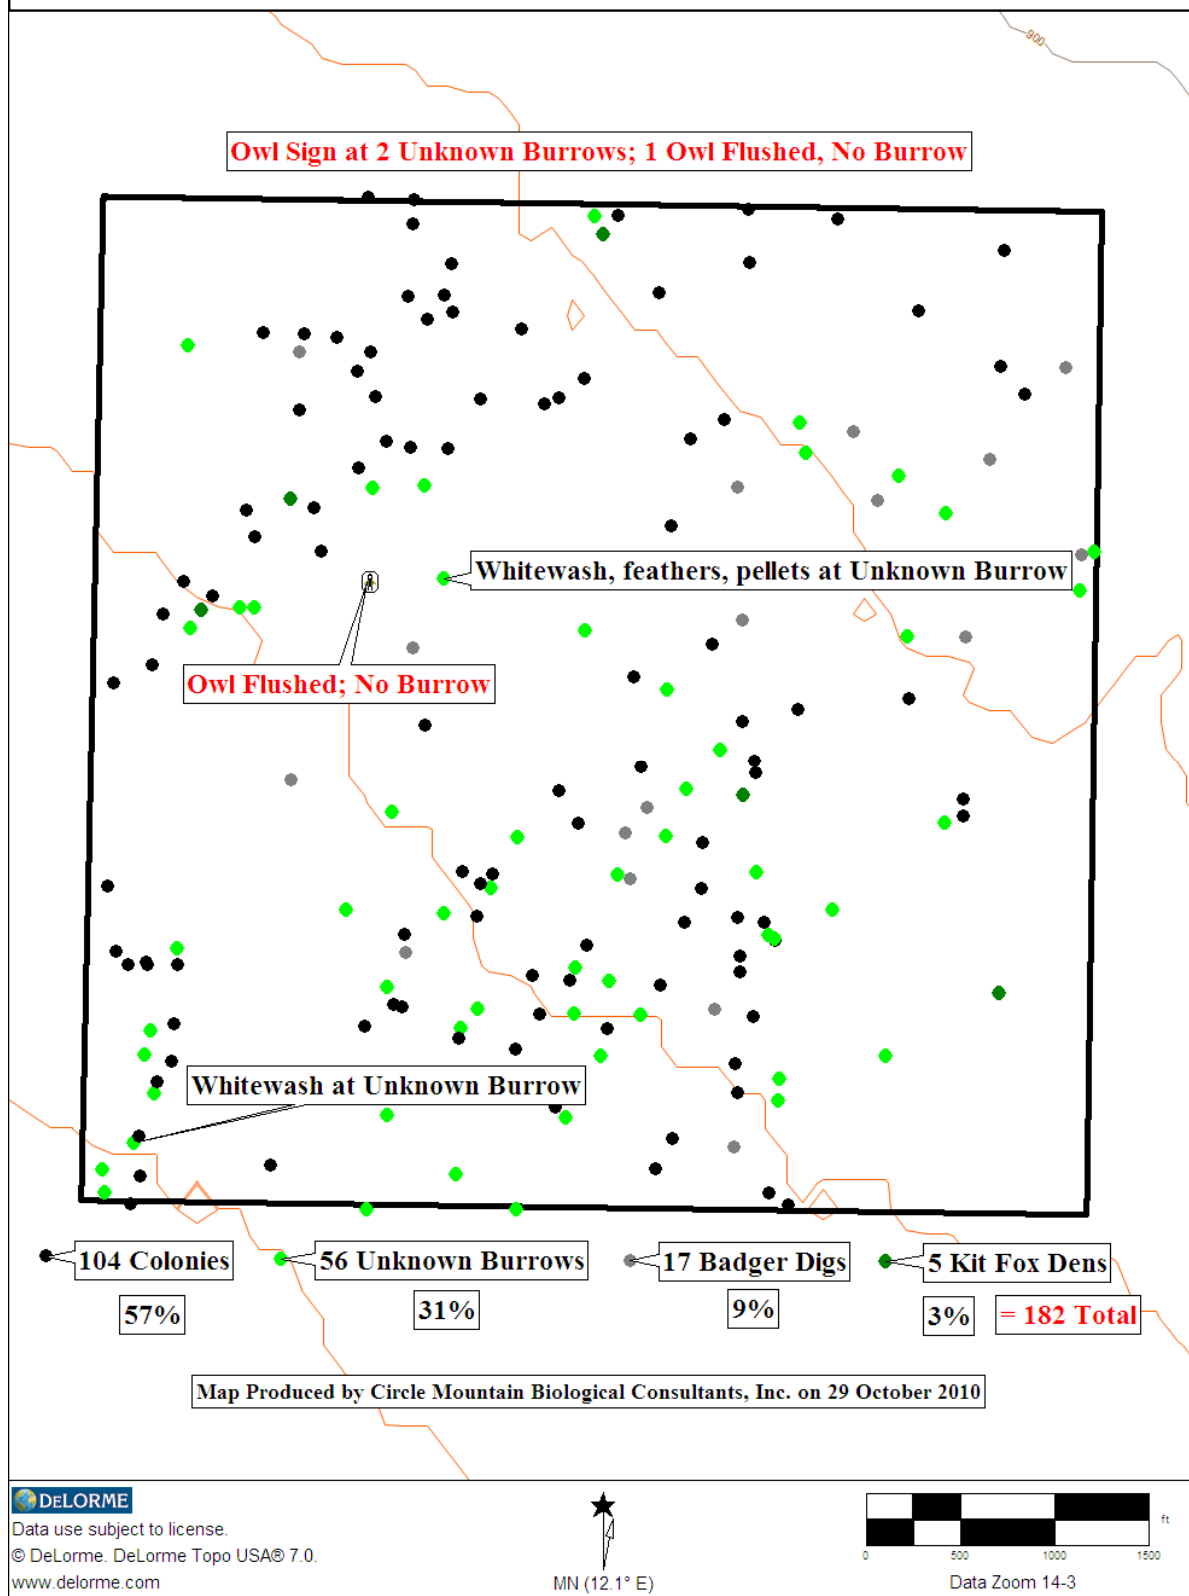 900
Owl Sign at 2 Unknown Burrows; 1 Owl Flushed, No Burrow
Whitewash, feathers, pellets at Unknown Burrow
Owl Flushed; No Burrow
Whitewash at Unknown Burrow
104 Colonies
56 Unknown Burrows
17 Badger Digs
5 Kit Fox Dens
57%
31%
9%
3%
= 182 Total
Map Produced by Circle Mountain Biological Consultants, Inc. on 29 October 2010
DELORME
Data use subject to license.
© DeLorme. DeLorme Topo USA® 7.0.
www.delorme.com
MN (12.1° E)
ft
0 500 1000 1500
Data Zoom 14-3